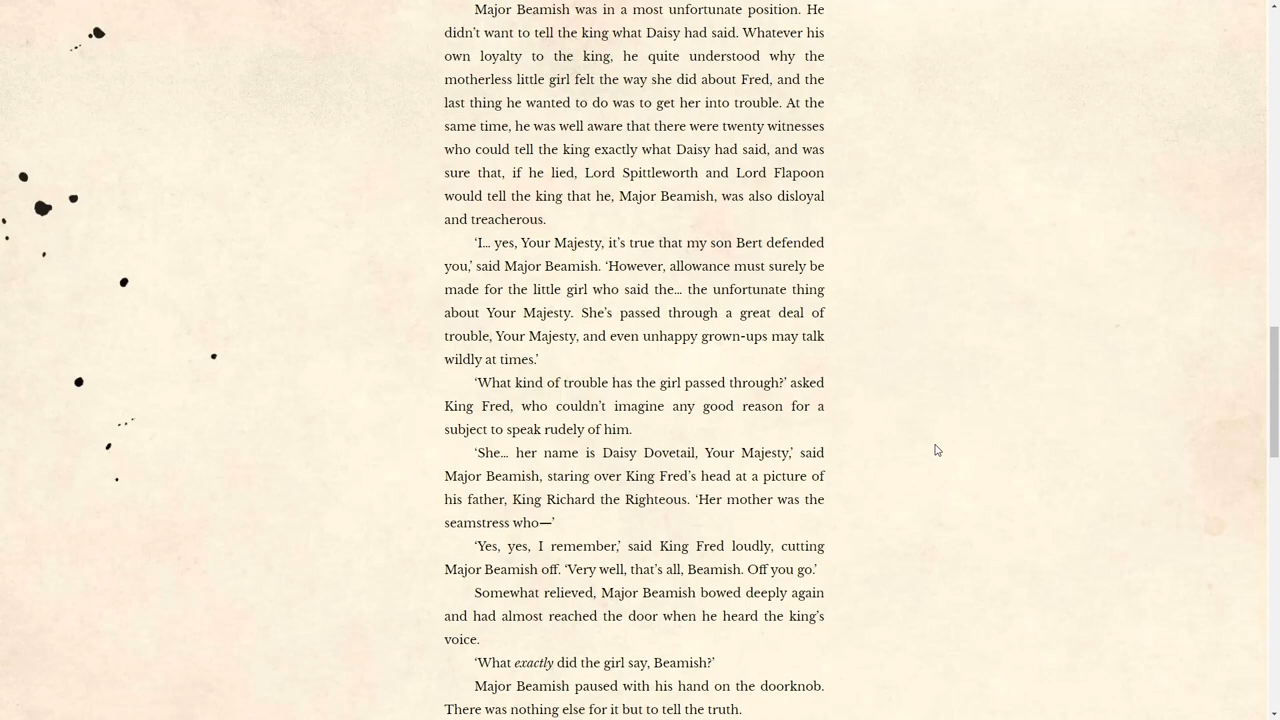 Major Beamish was in a most unfortunate position. He
didn’t want to tell the king what Daisy had said. Whatever his
own loyalty to the king, he quite understood why the
motherless little girl felt the way she did about Fred, and the
last thing he wanted to do was to get her into trouble. At the
same time, he was well aware that there were twenty witnesses
who could tell the king exactly what Daisy had said, and was
sure that, if he lied, Lord Spittleworth and Lord Flapoon
would tell the king that he, Major Beamish, was also disloyal
and treacherous.
‘I… yes, Your Majesty, it’s true that my son Bert defended
you,’ said Major Beamish. ‘However, allowance must surely be
made for the little girl who said the… the unfortunate thing
about Your Majesty. She’s passed through a great deal of
trouble, Your Majesty, and even unhappy grown-ups may talk
wildly at times.’
‘What kind of trouble has the girl passed through?’ asked
King Fred, who couldn’t imagine any good reason for a
subject to speak rudely of him.
‘She… her name is Daisy Dovetail, Your Majesty,’ said
Major Beamish, staring over King Fred’s head at a picture of
his father, King Richard the Righteous. ‘Her mother was the
seamstress who—’
‘Yes, yes, I remember,’ said King Fred loudly, cutting
Major Beamish off. ‘Very well, that’s all, Beamish. Off you go.’
Somewhat relieved, Major Beamish bowed deeply again
and had almost reached the door when he heard the king’s
voice.
‘What exactly did the girl say, Beamish?’
Major Beamish paused with his hand on the doorknob.
There was nothing else for it but to tell the truth.